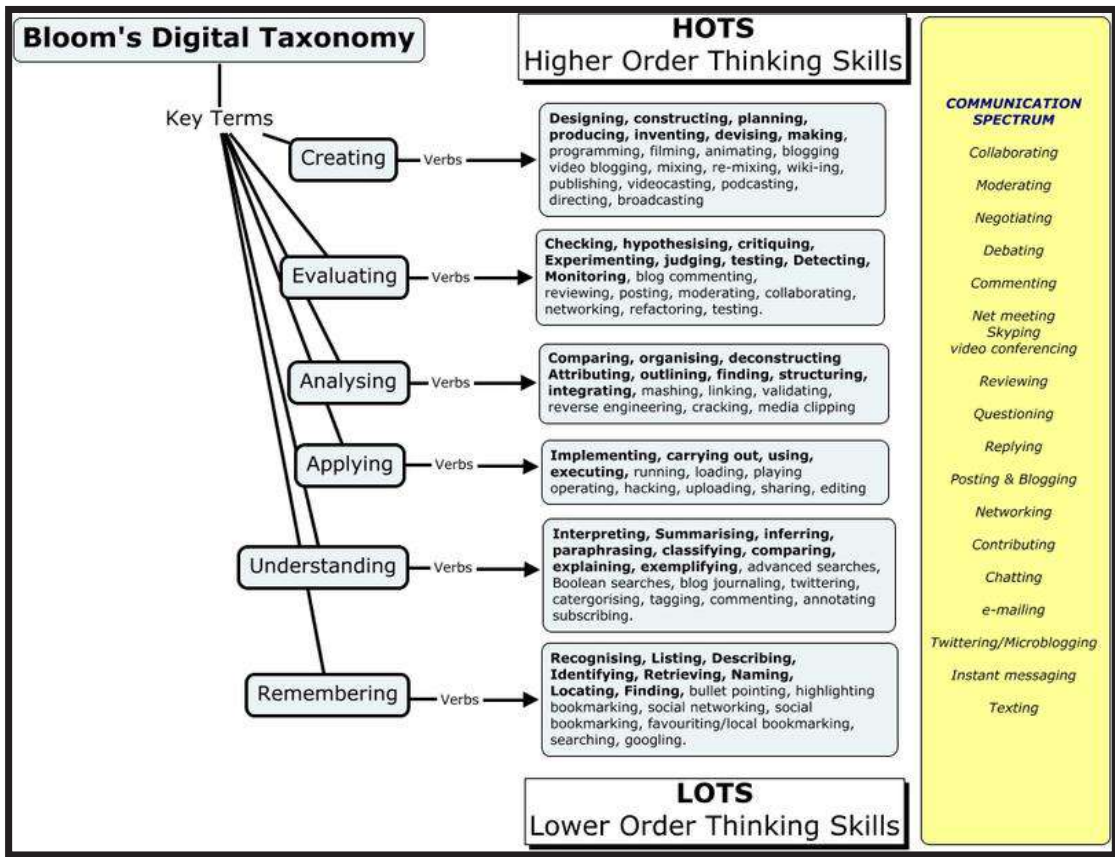 Bloom's Digital Taxonomy
HOTS
Higher Order Thinking Skills
Key Terms
Creating
Verbs
Designing, constructing, planning,
producing, inventing, devising, making,
programming, filming, animating, blogging
video blogging, mixing, re-mixing, wiki-ing,
publishing, videocasting, podcasting,
directing, broadcasting
Evaluating
Verbs
Checking, hypothesising, critiquing,
Experimenting, judging, testing, Detecting,
Monitoring, blog commenting,
reviewing, posting, moderating, collaborating,
networking, refactoring, testing.
Analysing
Verbs
Comparing, organising, deconstructing
Attributing, outlining, finding, structuring,
integrating, mashing, linking, validating,
reverse engineering, cracking, media clipping
Applying
Verbs
Implementing, carrying out, using,
executing, running, loading, playing
operating, hacking, uploading, sharing, editing
Understanding
Verbs
Interpreting, Summarising, inferring,
paraphrasing, classifying, comparing,
explaining, exemplifying, advanced searches,
Boolean searches, blog journaling, twittering,
catergorising, tagging, commenting, annotating
subscribing.
Remembering
Verbs
Recognising, Listing, Describing,
Identifying, Retrieving, Naming,
Locating, Finding, bullet pointing, highlighting
bookmarking, social networking, social
bookmarking, favouriting/local bookmarking,
searching, googling.
LOTS
Lower Order Thinking Skills
COMMUNICATION
SPECTRUM
Collaborating
Moderating
Negotiating
Debating
Commenting
Net meeting
Skyping
video conferencing
Reviewing
Questioning
Replying
Posting & Blogging
Networking
Contributing
Chatting
e-mailing
Twittering/Microblogging
Instant messaging
Texting